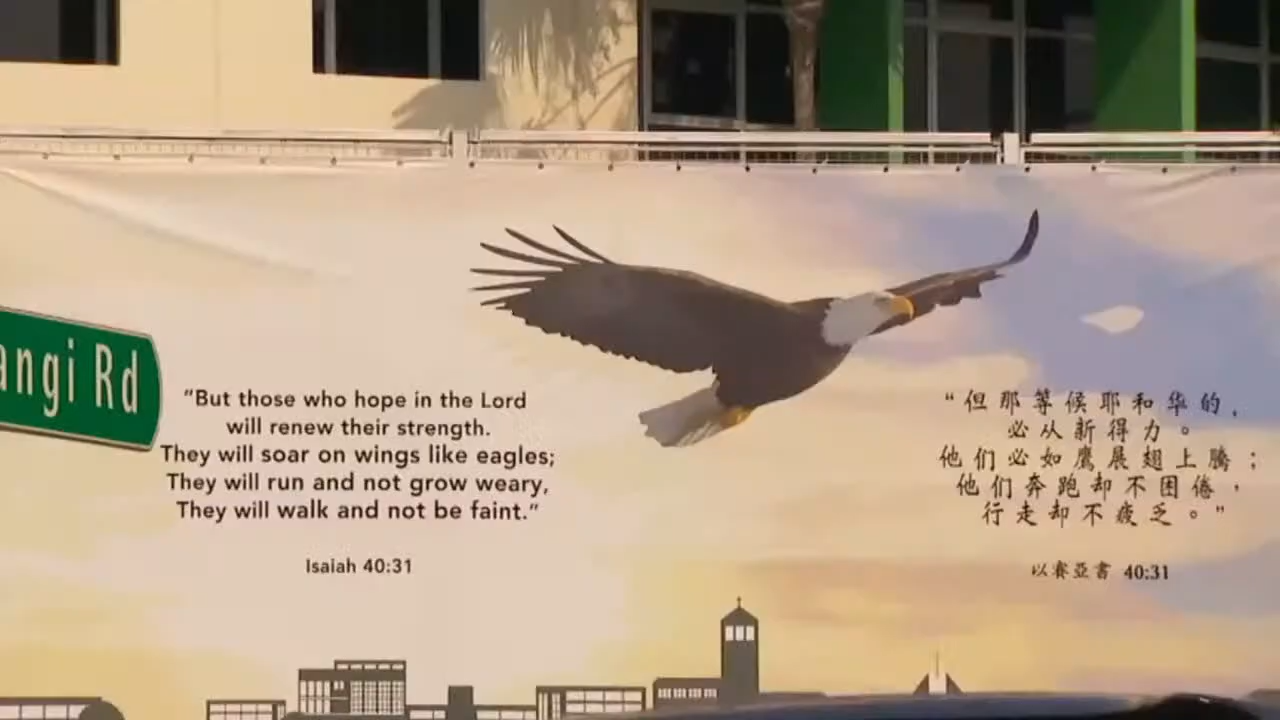 angi Rd
“But those who hope in the Lord
will renew their strength.
They will soar on wings like eagles;
They will run and not grow weary,
They will walk and not be faint.”
Isaiah 40:31
“但那等候耶和华的,
必从新得力。
他们必如鹰展翅上腾；
他们奔跑却不困倦，
行走却不疲乏。”
以賽亞書 40:31